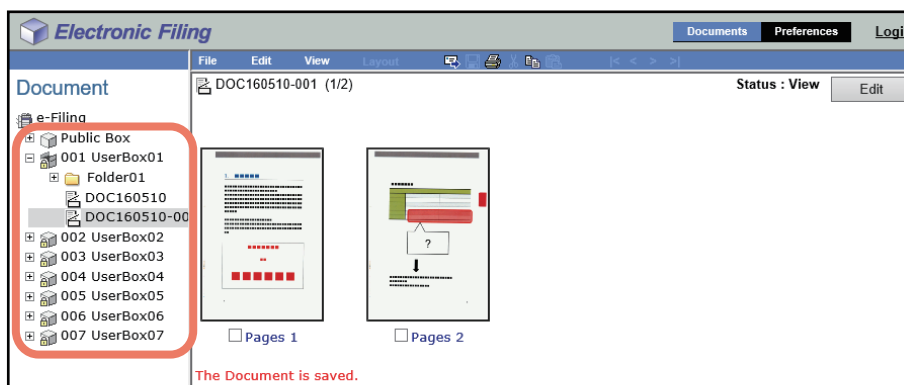 Electronic Filing
Documents Preferences Logi
File Edit View Layout |< < > >|
Document
DOC160510-001 (1/2)
Status : View Edit
e-Filing
Public Box
001 UserBox01
Folder01
DOC160510
DOC160510-00
002 UserBox02
003 UserBox03
004 UserBox04
005 UserBox05
006 UserBox06
007 UserBox07
1.
?
Pages 1 Pages 2
The Document is saved.